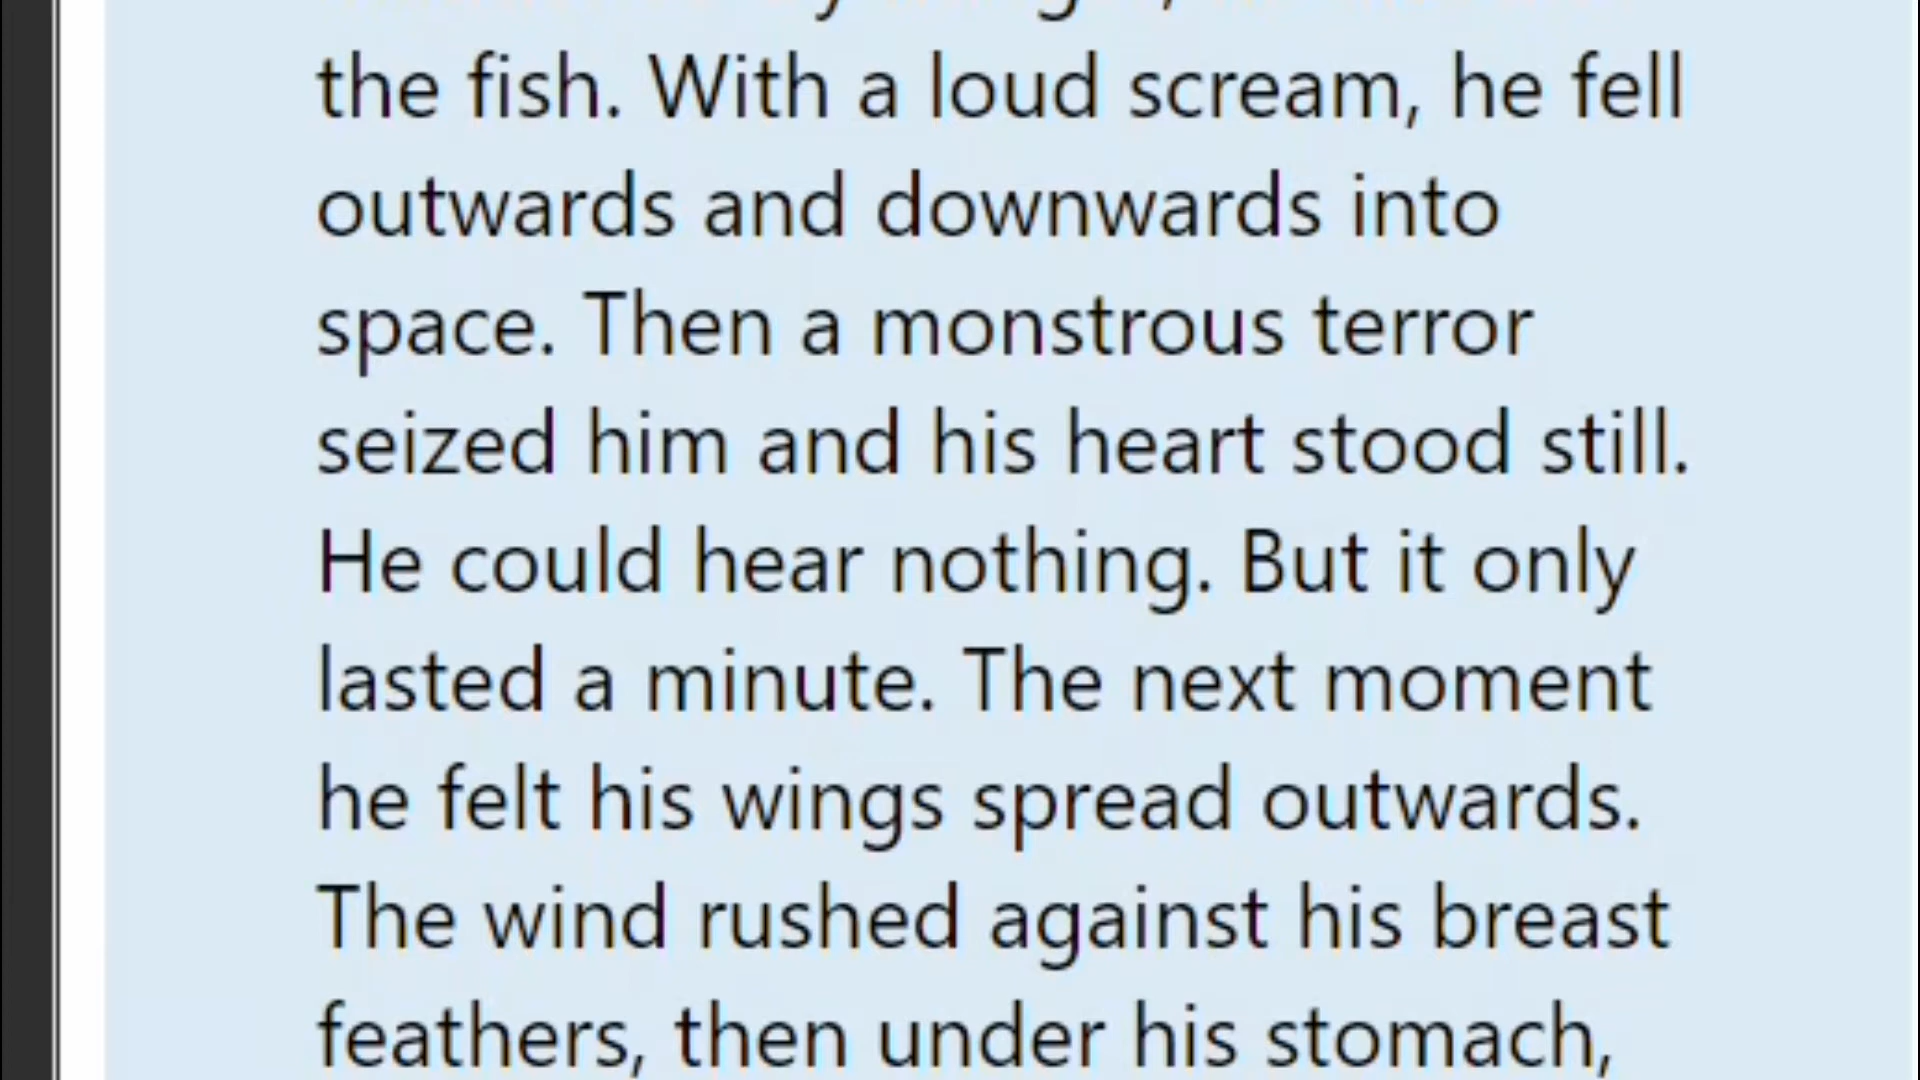 the fish. With a loud scream, he fell
outwards and downwards into
space. Then a monstrous terror
seized him and his heart stood still.
He could hear nothing. But it only
lasted a minute. The next moment
he felt his wings spread outwards.
The wind rushed against his breast
feathers, then under his stomach,